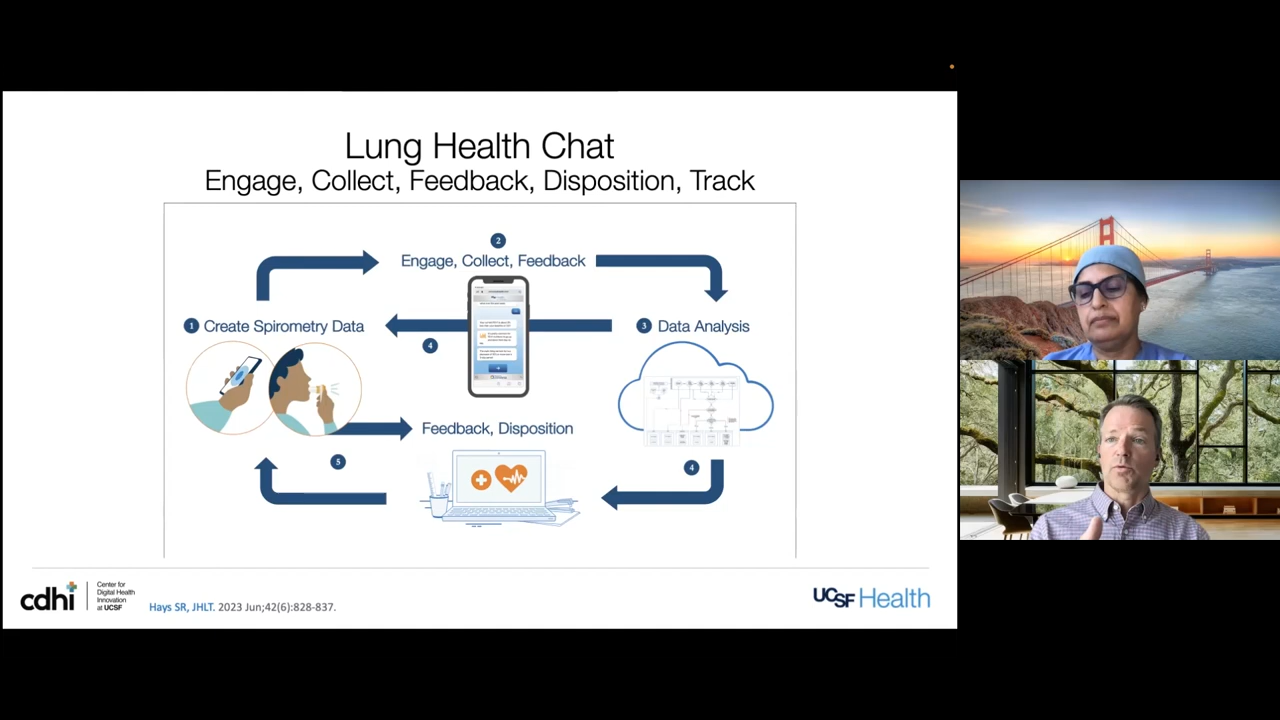 Lung Health Chat
Engage, Collect, Feedback, Disposition, Track
2
Engage, Collect, Feedback
1 Create Spirometry Data
4
3 Data Analysis
Feedback, Disposition
5
4
cdhi
Center for
Digital Health
Innovation
at UCSF
Hays SR, JHLT. 2023 Jun;42(6):828-837.
UCSF Health